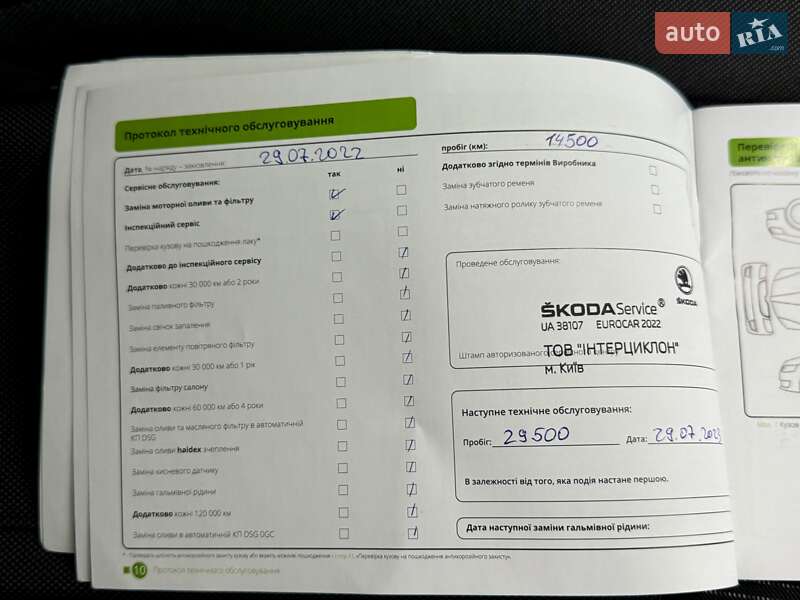 auto RIA.com
Протокол технічного обслуговування
Дата № наряду – замовлення: 29.07.2022
так ні
Сервісне обслуговування:
Заміна моторної оливи та фільтру
Інспекційний сервіс
Перевірка кузову на пошкодження лаку*
Додатково до інспекційного сервісу
Додатково кожні 30 000 км або 2 роки
Заміна паливного фільтру
Заміна свічок запалення
Заміна елементу повітряного фільтру
Додатково кожні 30 000 км або 1 рік
Заміна фільтру салону
Додатково кожні 60 000 км або 4 роки
Заміна оливи та масляного фільтру в автоматичній
КП DSG
Заміна оливи haldex зчеплення
Заміна кисневого датчику
Заміна гальмівної рідини
Додатково кожні 120 000 км
Заміна оливи в автоматичній КП DSG 0GC
10 Протокол технічного обслуговування
пробіг (км): 14500
Додатково згідно термінів Виробника
Заміна зубчатого ременя
Заміна натяжного ролику зубчатого ременя
Проведене обслуговування:
ŠKODA Service®
ŠKODA
UA 38107 EUROCAR 2022
ТОВ "ІНТЕРЦИКЛОН"
Штамп авторизованого
м. Київ
Наступне технічне обслуговування:
Пробіг: 29500 Дата: 29.07.2023
В залежності від того, яка подія настане першою.
Дата наступної заміни гальмівної рідини: